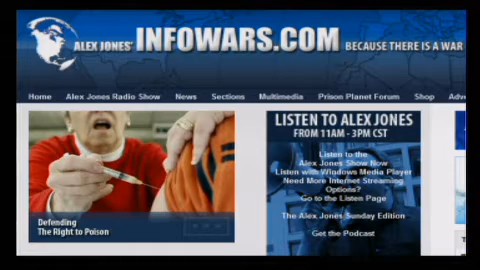 ALEX JONES' INFOWARS.COM BECAUSE THERE IS A WAR
Home Alex Jones Radio Show News Sections Multimedia Prison Planet Forum Shop Adve
LISTEN TO ALEX JONES
FROM 11AM - 3PM CST
Listen to the
Alex Jones Show Now
Listen with Windows Media Player
Need More Internet Streaming
Options?
Go to the Listen Page
The Alex Jones Sunday Edition
Get the Podcast
Defending
The Right to Poison